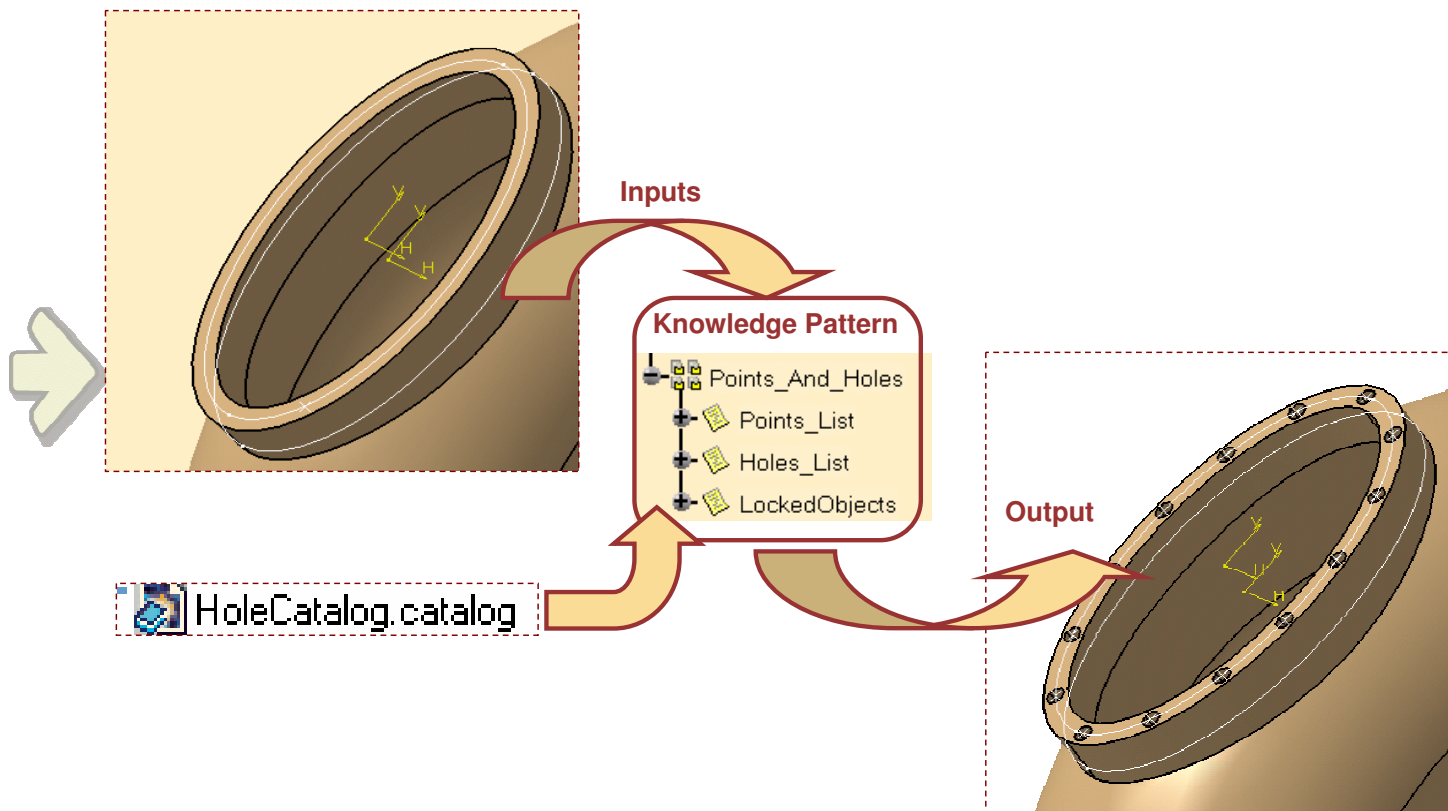 Inputs
Knowledge Pattern
Points_And_Holes
Points_List
Holes_List
LockedObjects
HoleCatalog.catalog
Output
V
V
H
H
V
V
H
H